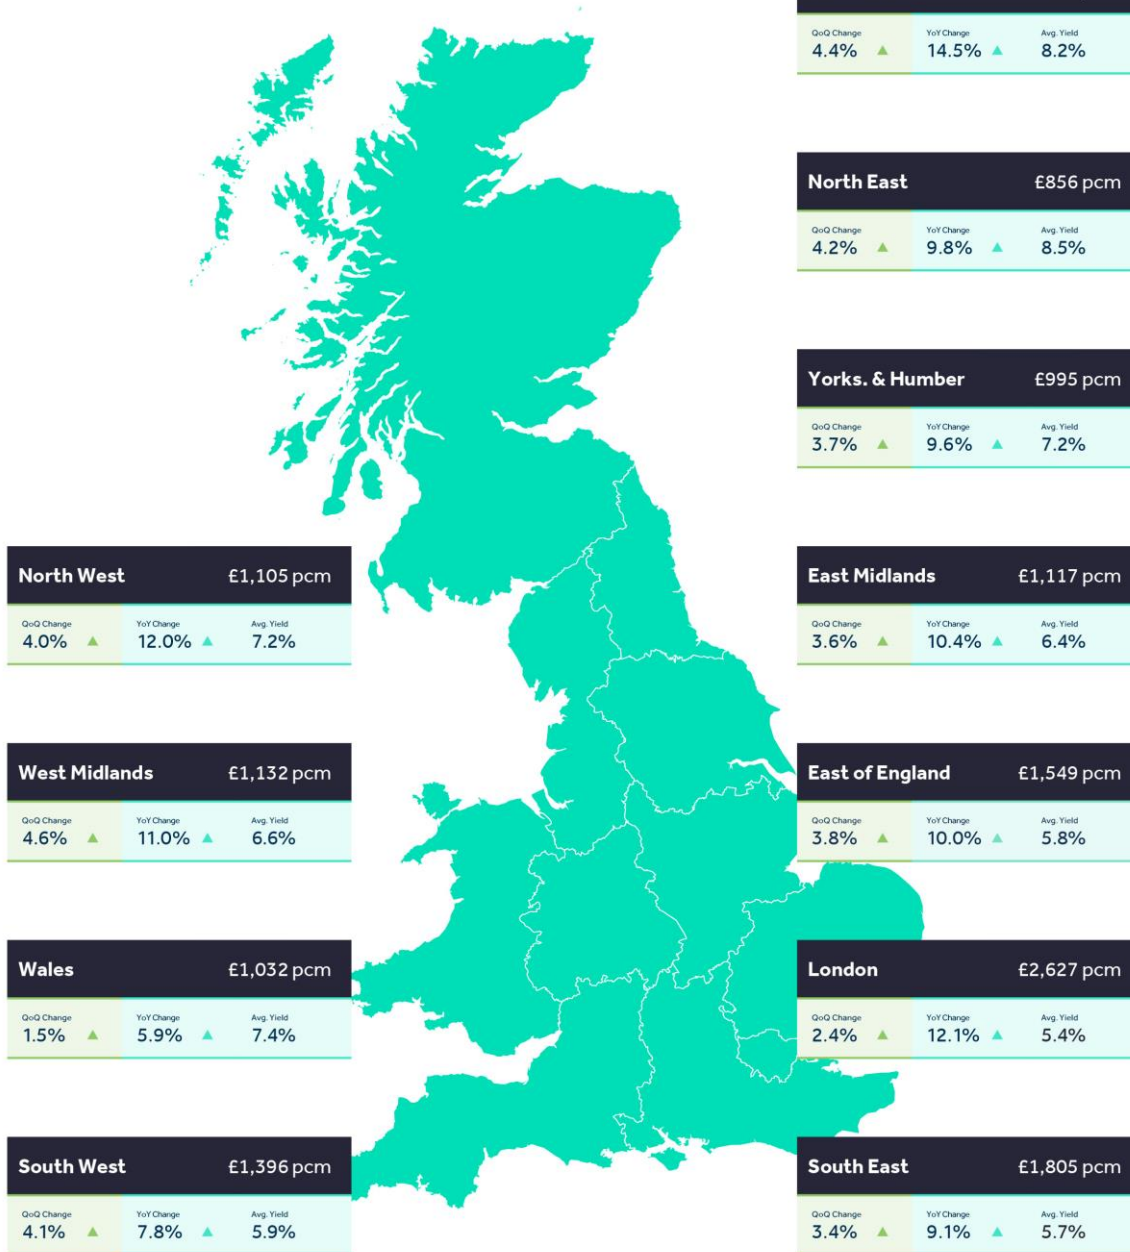 QoQ Change YoY Change Avg. Yield
4.4% 14.5% 8.2%
North East £856 pcm
QoQ Change YoY Change Avg. Yield
4.2% 9.8% 8.5%
Yorks. & Humber £995 pcm
QoQ Change YoY Change Avg. Yield
3.7% 9.6% 7.2%
North West £1,105 pcm
QoQ Change YoY Change Avg. Yield
4.0% 12.0% 7.2%
East Midlands £1,117 pcm
QoQ Change YoY Change Avg. Yield
3.6% 10.4% 6.4%
West Midlands £1,132 pcm
QoQ Change YoY Change Avg. Yield
4.6% 11.0% 6.6%
East of England £1,549 pcm
QoQ Change YoY Change Avg. Yield
3.8% 10.0% 5.8%
Wales £1,032 pcm
QoQ Change YoY Change Avg. Yield
1.5% 5.9% 7.4%
London £2,627 pcm
QoQ Change YoY Change Avg. Yield
2.4% 12.1% 5.4%
South West £1,396 pcm
QoQ Change YoY Change Avg. Yield
4.1% 7.8% 5.9%
South East £1,805 pcm
QoQ Change YoY Change Avg. Yield
3.4% 9.1% 5.7%